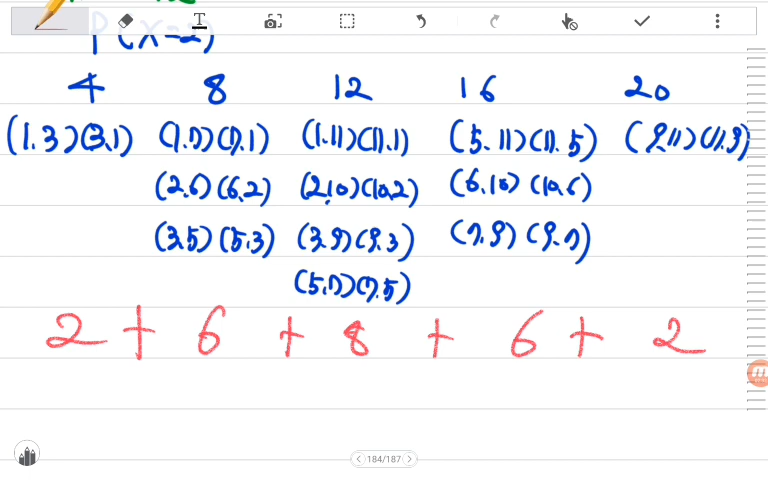 P(X=2)
4 8 12 16 20
(1.3)(3.1) (1.7)(7.1) (1.11)(11.1) (5.11)(11.5) (9.11)(11.9)
(2.6)(6.2) (2.10)(10.2) (6.10)(10.6)
(3.5)(5.3) (3.9)(9.3) (7.9)(9.7)
(5.7)(7.5)
2 + 6 + 8 + 6 + 2
184/187